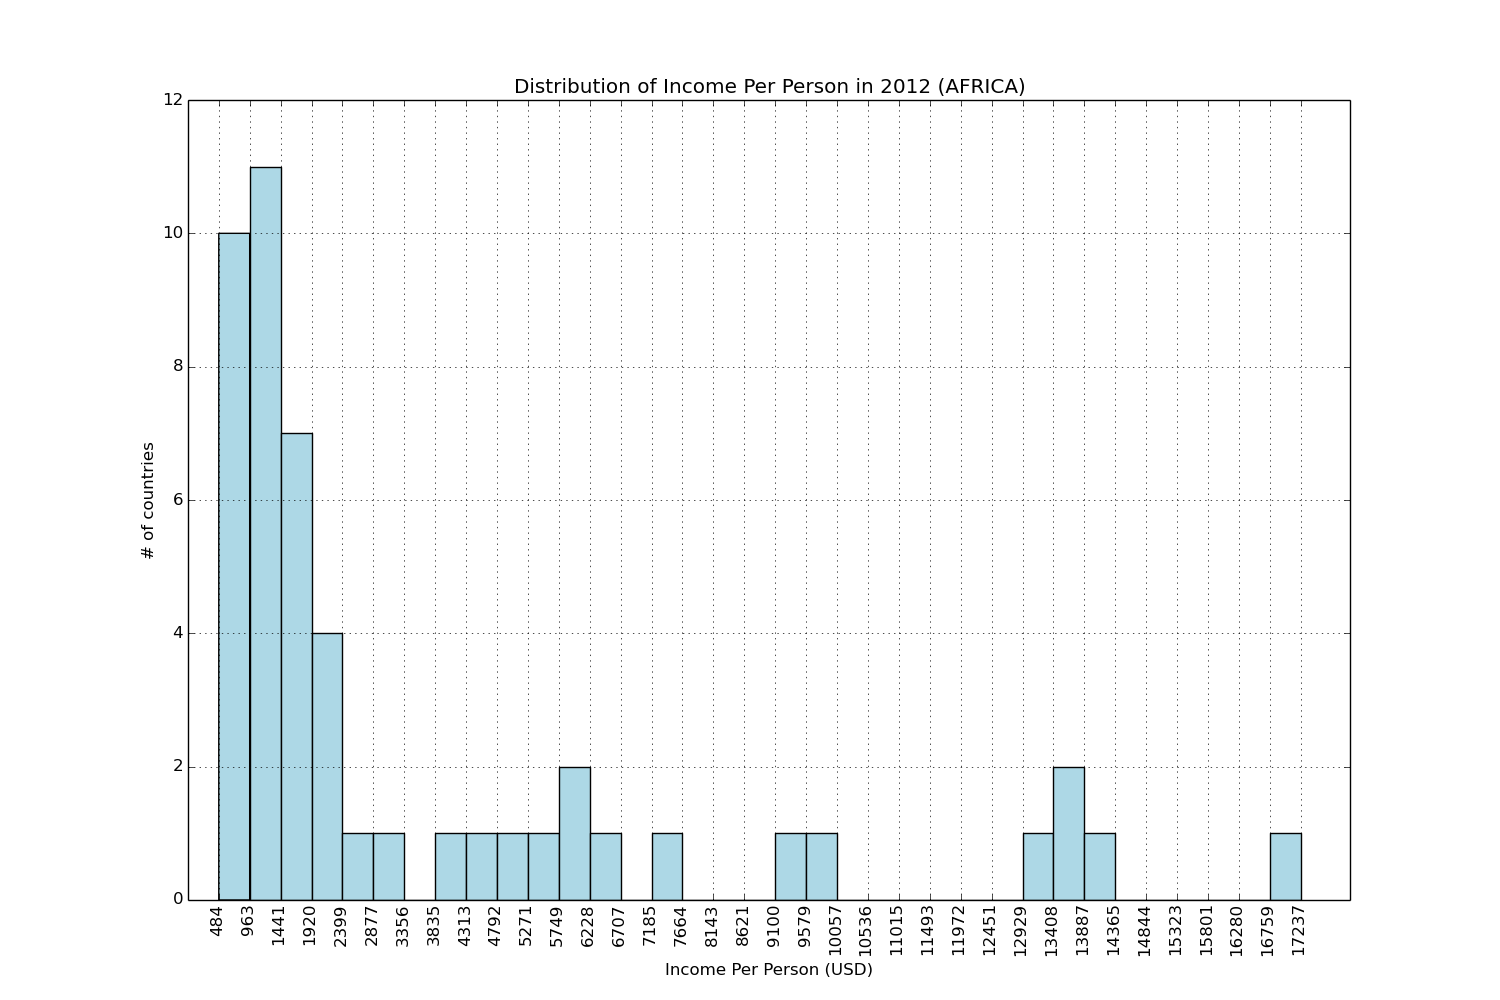 Distribution of Income Per Person in 2012 (AFRICA)
12
10
8
6
4
2
0
# of countries
484 963 1441 1920 2399 2877 3356 3835 4313 4792 5271 5749 6228 6707 7185 7664 8143 8621 9100 9579 10057 10536 11015 11493 11972 12451 12929 13408 13887 14365 14844 15323 15801 16280 16759 17237
Income Per Person (USD)